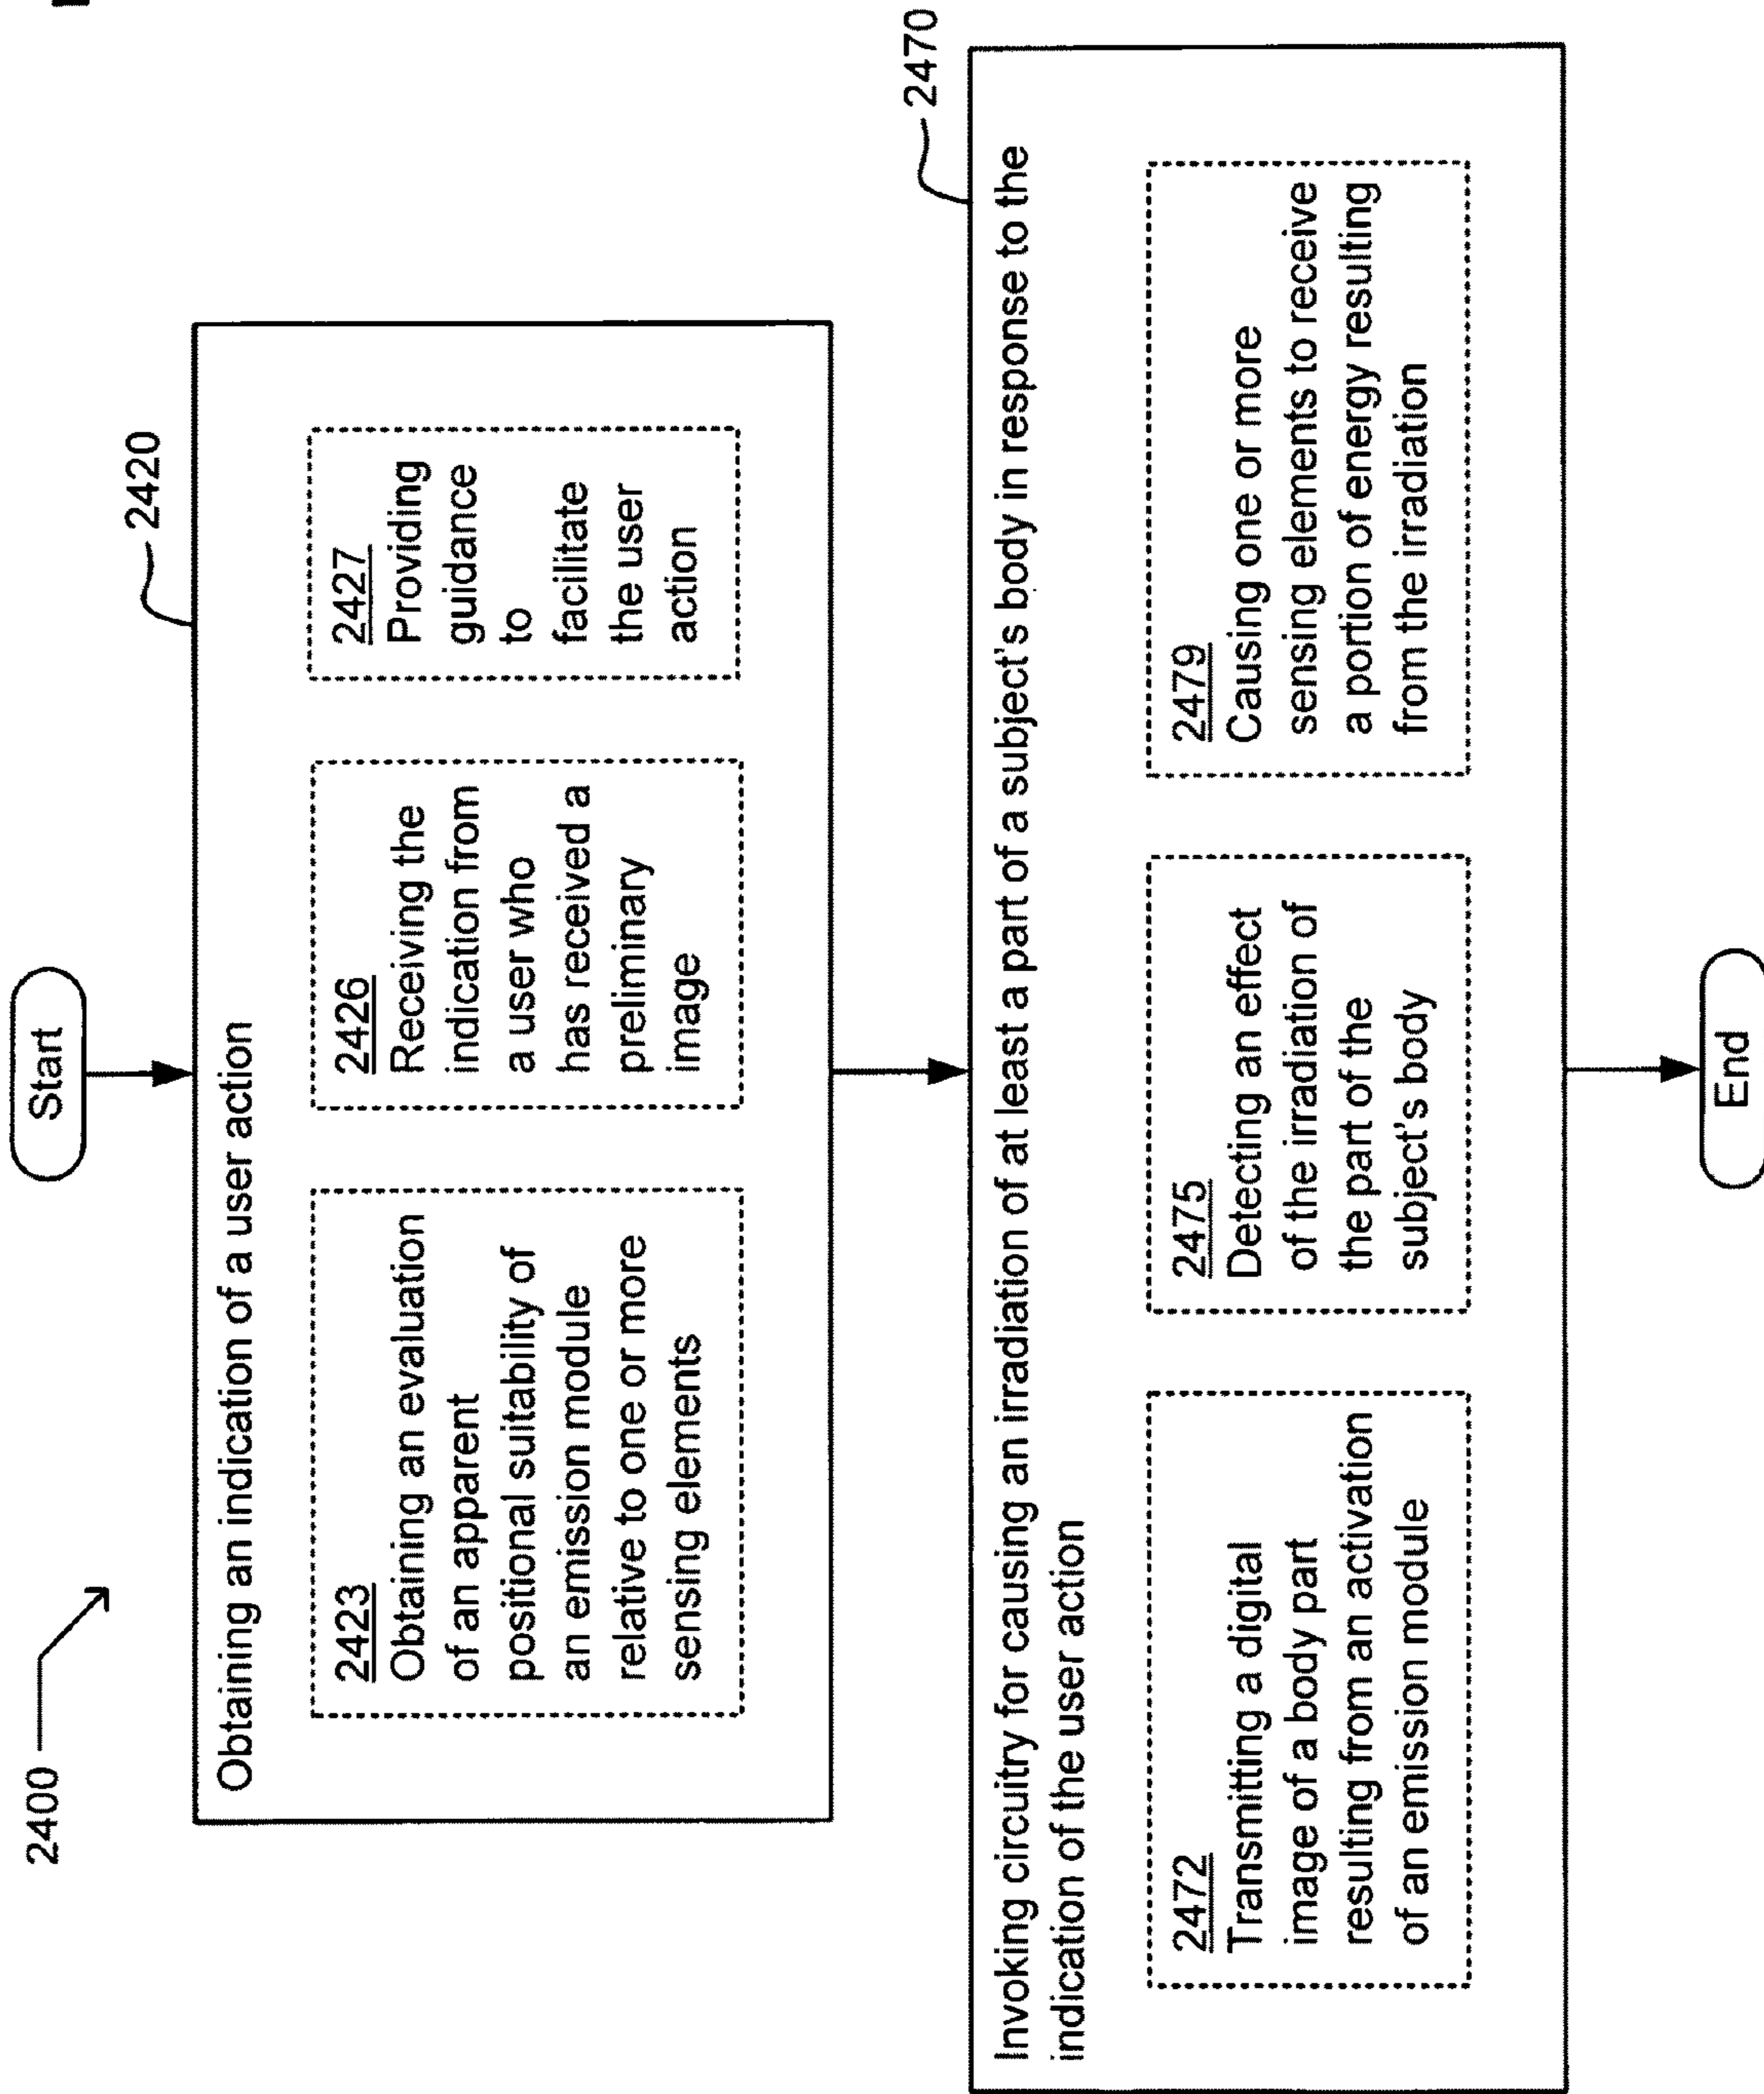 2400
Start
2420
Obtaining an indication of a user action
2423
Obtaining an evaluation
of an apparent
positional suitability of
an emission module
relative to one or more
sensing elements
2426
Receiving the
indication from
a user who
has received a
preliminary
image
2427
Providing
guidance
to
facilitate
the user
action
2470
Invoking circuitry for causing an irradiation of at least a part of a subject's body in response to the
indication of the user action
2472
Transmitting a digital
image of a body part
resulting from an activation
of an emission module
2475
Detecting an effect
of the irradiation of
the part of the
subject's body
2479
Causing one or more
sensing elements to receive
a portion of energy resulting
from the irradiation
End